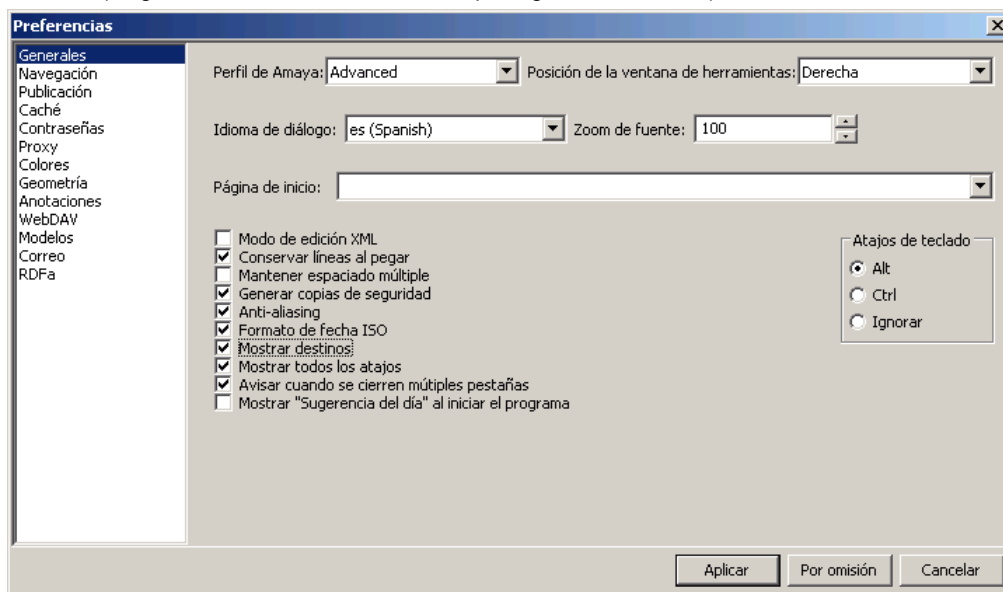 Preferencias
Generales
Navegación
Publicación
Caché
Contraseñas
Proxy
Colores
Geometría
Anotaciones
WebDAV
Modelos
Correo
RDFa
Perfil de Amaya: Advanced Posición de la ventana de herramientas: Derecha
Idioma de diálogo: es (Spanish) Zoom de fuente: 100
Página de inicio:
Modo de edición XML
Conservar líneas al pegar
Mantener espaciado múltiple
Generar copias de seguridad
Anti-aliasing
Formato de fecha ISO
Mostrar destinos
Mostrar todos los atajos
Avisar cuando se cierren mútiples pestañas
Mostrar "Sugerencia del día" al iniciar el programa
Atajos de teclado
Alt
Ctrl
Ignorar
Aplicar Por omisión Cancelar